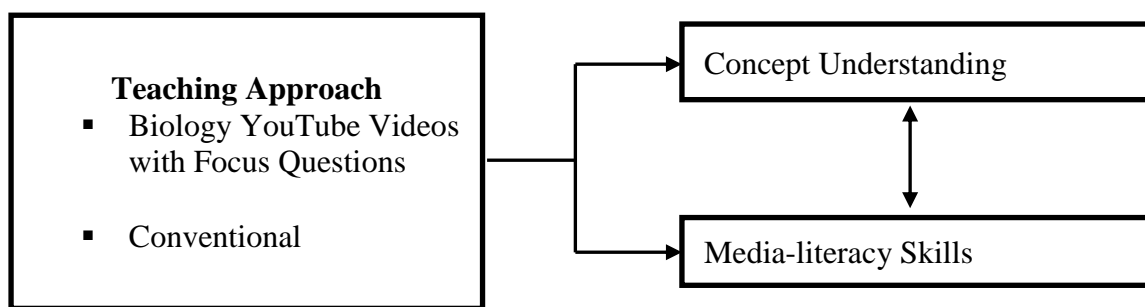 Teaching Approach
▪ Biology YouTube Videos
with Focus Questions
▪ Conventional
Concept Understanding
Media-literacy Skills